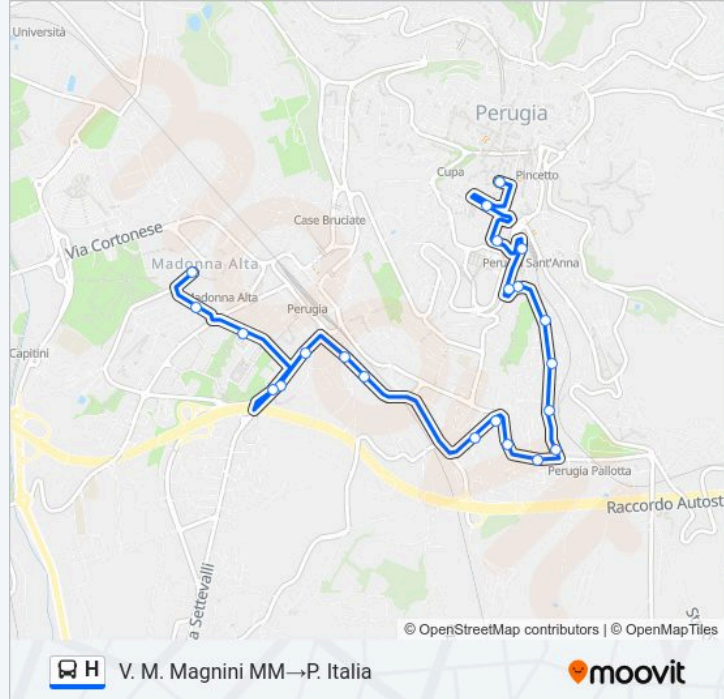 Università
Perugia
Cupa
Pincetto
Case Bruciate
Via Cortonese
Madonna Alta
Perugia Sant'Anna
Madonna Alta
Perugia
Capitini
Perugia Pallotta
Raccordo Autost
a Settevalli
© OpenStreetMap contributors | © OpenMapTiles
H V. M. Magnini MM→P. Italia
moovit